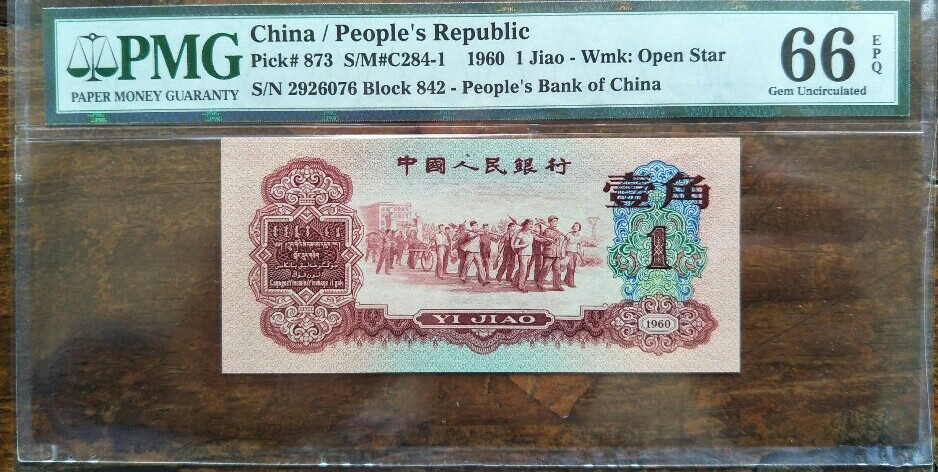 PMG
PAPER MONEY GUARANTY
China / People's Republic
Pick# 873 S/M#C284-1 1960 1 Jiao - Wmk: Open Star
S/N 2926076 Block 842 - People's Bank of China
66
EPQ
Gem Uncirculated
中國人民銀行
壹角
1
YI JIAO
1960